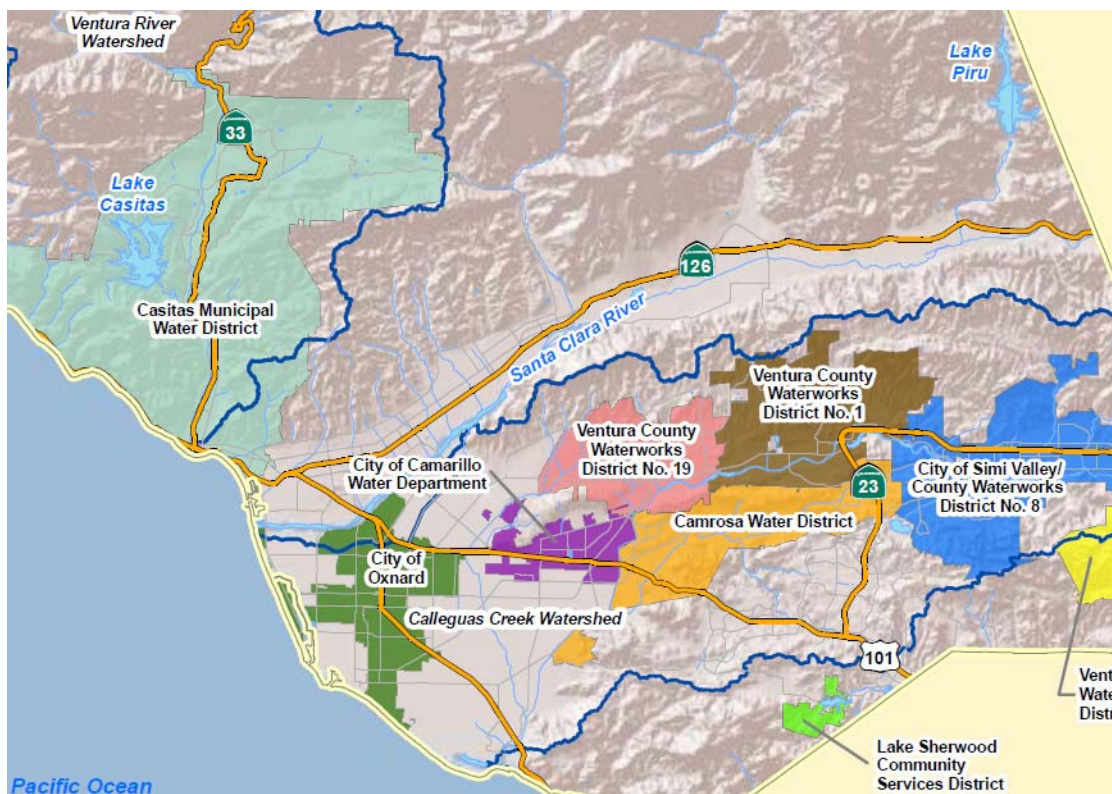 Ventura River
Watershed
Lake
Piru
33
Lake
Casitas
126
Casitas Municipal
Water District
Santa Clara River
Ventura County
Waterworks
District No. 1
Ventura County
Waterworks
District No. 19
City of Camarillo
Water Department
23
City of Simi Valley/
County Waterworks
District No. 8
Camrosa Water District
City of
Oxnard
Calleguas Creek Watershed
101
Vent
Wate
Distr
Lake Sherwood
Community
Services District
Pacific Ocean